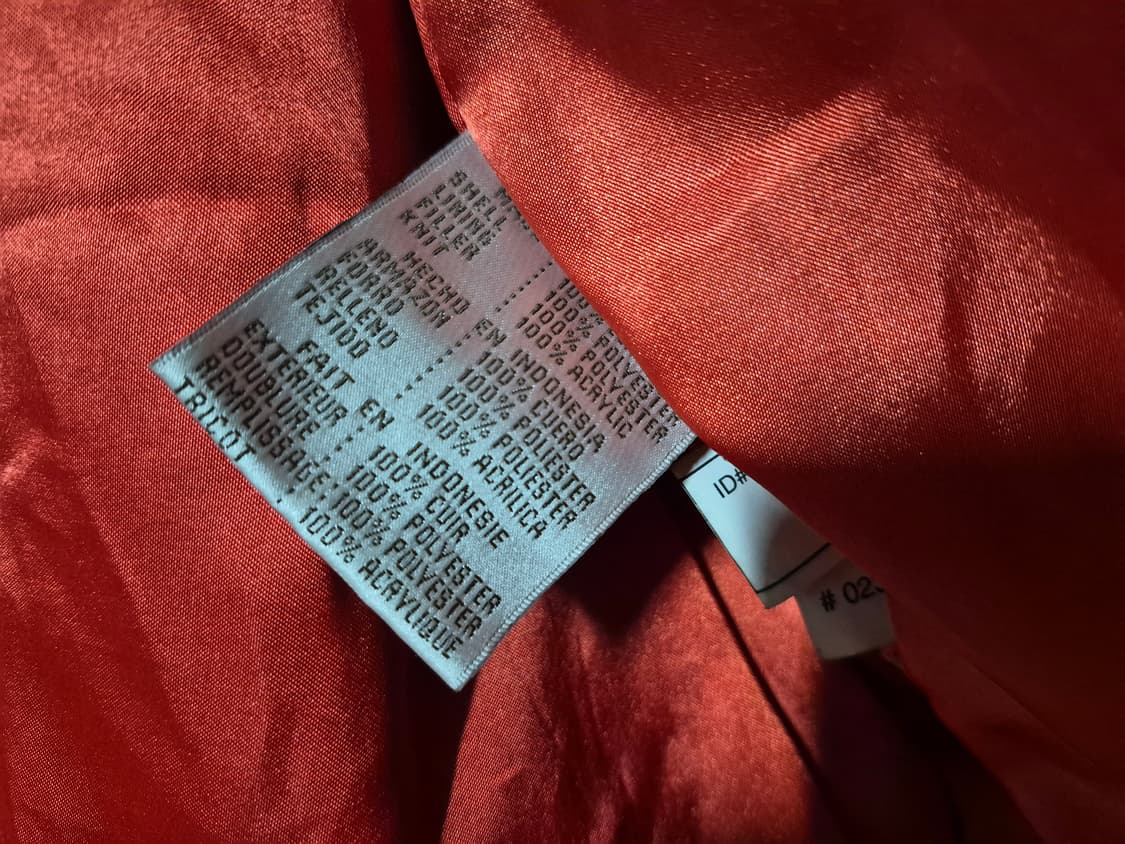 SHELL
LINING : 100% POLYESTER
FILLER : 100% POLYESTER
KNIT : 100% ACRYLIC
HECHO EN INDONESIA
ARMAZON : 100% CUERO
FORRO : 100% POLIESTER
RELLENO : 100% POLIESTER
TEJIDO : 100% ACRILICA
FAIT EN INDONESIE
EXTERIEUR : 100% CUIR
DOUBLURE : 100% POLYESTER
REMPLISSAGE : 100% POLYESTER
TRICOT : 100% ACRYLIQUE
ID#
# 02